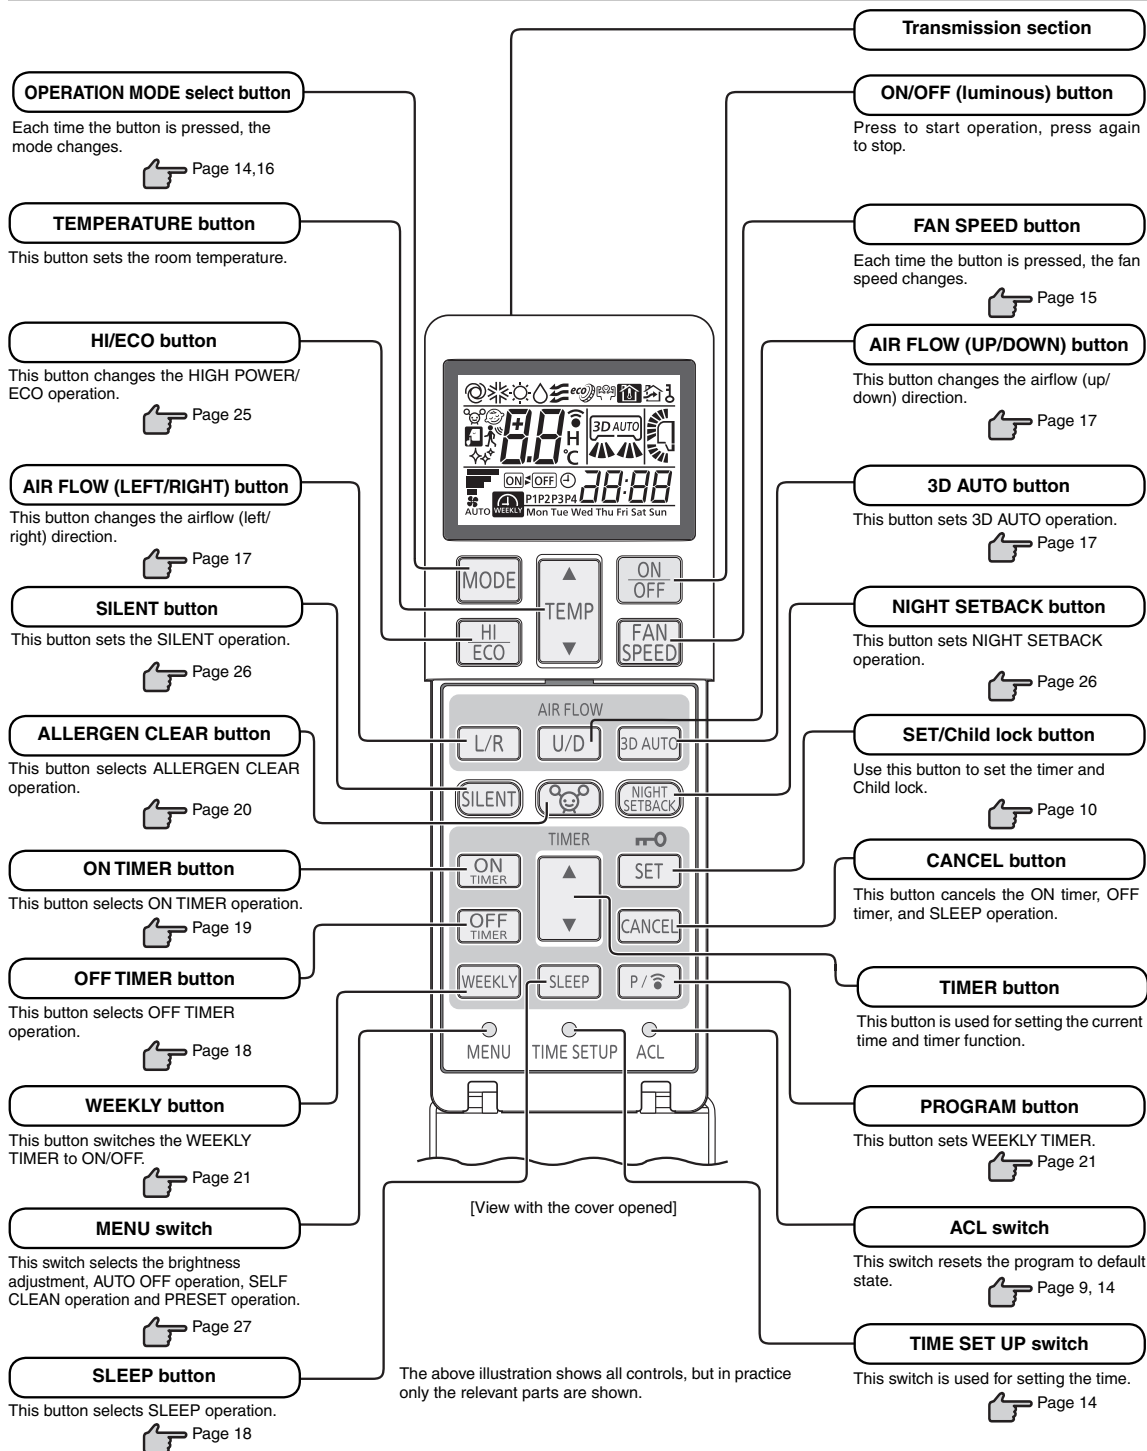 Transmission section
OPERATION MODE select button
Each time the button is pressed, the
mode changes.
Page 14,16
TEMPERATURE button
This button sets the room temperature.
HI/ECO button
This button changes the HIGH POWER/
ECO operation.
Page 25
AIR FLOW (LEFT/RIGHT) button
This button changes the airflow (left/
right) direction.
Page 17
SILENT button
This button sets the SILENT operation.
Page 26
ALLERGEN CLEAR button
This button selects ALLERGEN CLEAR
operation.
Page 20
ON TIMER button
This button selects ON TIMER operation.
Page 19
OFF TIMER button
This button selects OFF TIMER
operation.
Page 18
WEEKLY button
This button switches the WEEKLY
TIMER to ON/OFF.
Page 21
MENU switch
This switch selects the brightness
adjustment, AUTO OFF operation, SELF
CLEAN operation and PRESET operation.
Page 27
SLEEP button
This button selects SLEEP operation.
Page 18
eco
8.8
H
°C
3D AUTO
ON OFF
88:88
AUTO WEEKLY P1P2P3P4
Mon Tue Wed Thu Fri Sat Sun
MODE
TEMP
ON
OFF
HI
ECO
FAN
SPEED
AIR FLOW
L/R
U/D
3D AUTO
SILENT
NIGHT
SETBACK
TIMER
ON
TIMER
SET
OFF
TIMER
CANCEL
WEEKLY
SLEEP
P/
MENU
TIME SETUP
ACL
[View with the cover opened]
The above illustration shows all controls, but in practice
only the relevant parts are shown.
ON/OFF (luminous) button
Press to start operation, press again
to stop.
FAN SPEED button
Each time the button is pressed, the fan
speed changes.
Page 15
AIR FLOW (UP/DOWN) button
This button changes the airflow (up/
down) direction.
Page 17
3D AUTO button
This button sets 3D AUTO operation.
Page 17
NIGHT SETBACK button
This button sets NIGHT SETBACK
operation.
Page 26
SET/Child lock button
Use this button to set the timer and
Child lock.
Page 10
CANCEL button
This button cancels the ON timer, OFF
timer, and SLEEP operation.
TIMER button
This button is used for setting the current
time and timer function.
PROGRAM button
This button sets WEEKLY TIMER.
Page 21
ACL switch
This switch resets the program to default
state.
Page 9, 14
TIME SET UP switch
This switch is used for setting the time.
Page 14